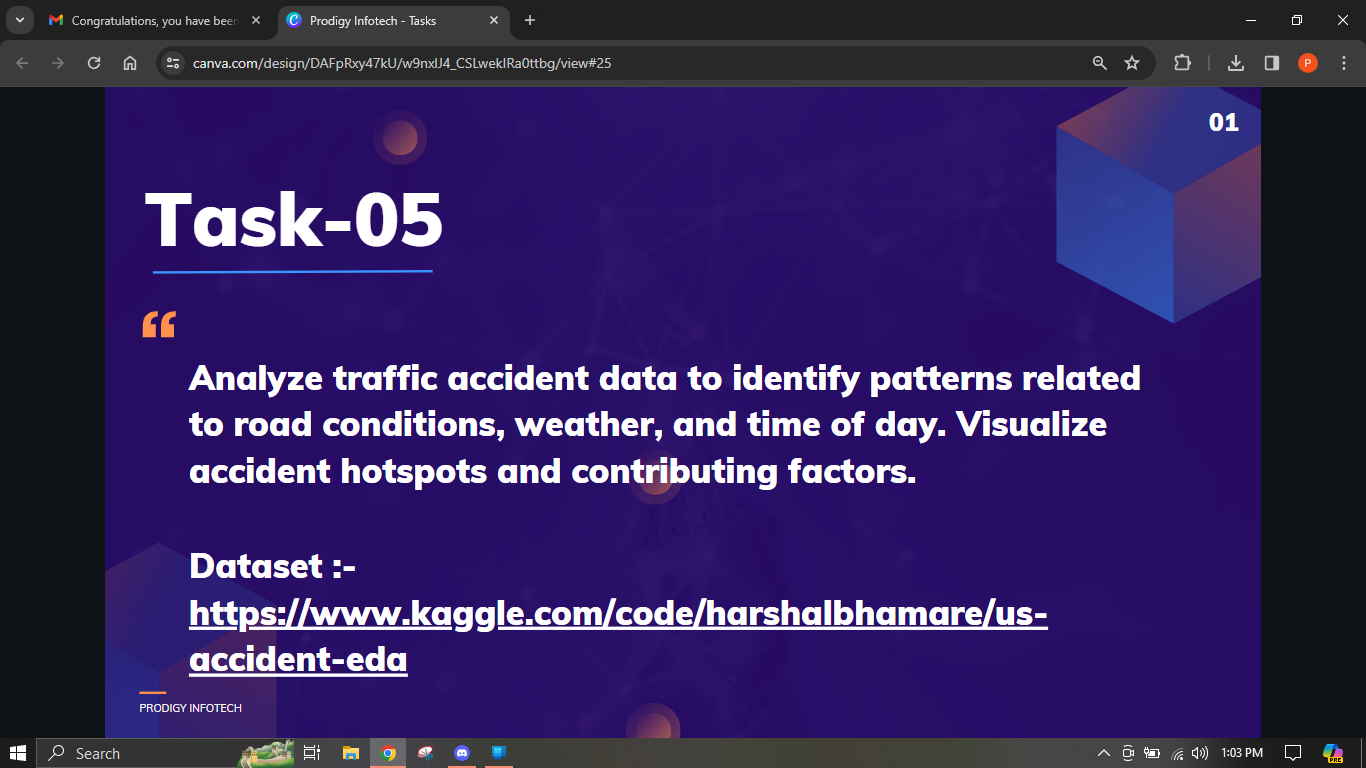 Congratulations, you have been
Prodigy Infotech - Tasks
canva.com/design/DAFpRxy47kU/w9nxIJ4_CSLweklRa0ttbg/view#25
P
01
Task-05
“
Analyze traffic accident data to identify patterns related
to road conditions, weather, and time of day. Visualize
accident hotspots and contributing factors.
Dataset :-
https://www.kaggle.com/code/harshalbhamare/us-
accident-eda
PRODIGY INFOTECH
Search
1:03 PM
PRE